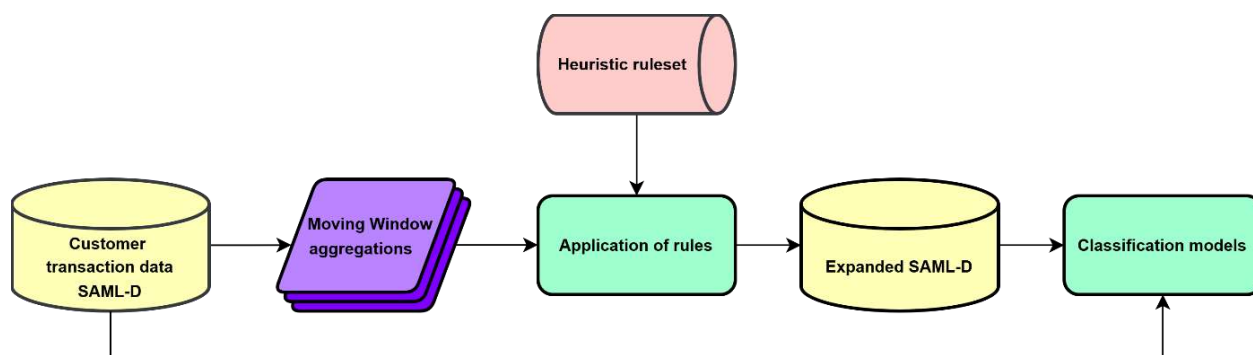 Heuristic ruleset
Customer
transaction data
SAML-D
Moving Window
aggregations
Application of rules
Expanded SAML-D
Classification models